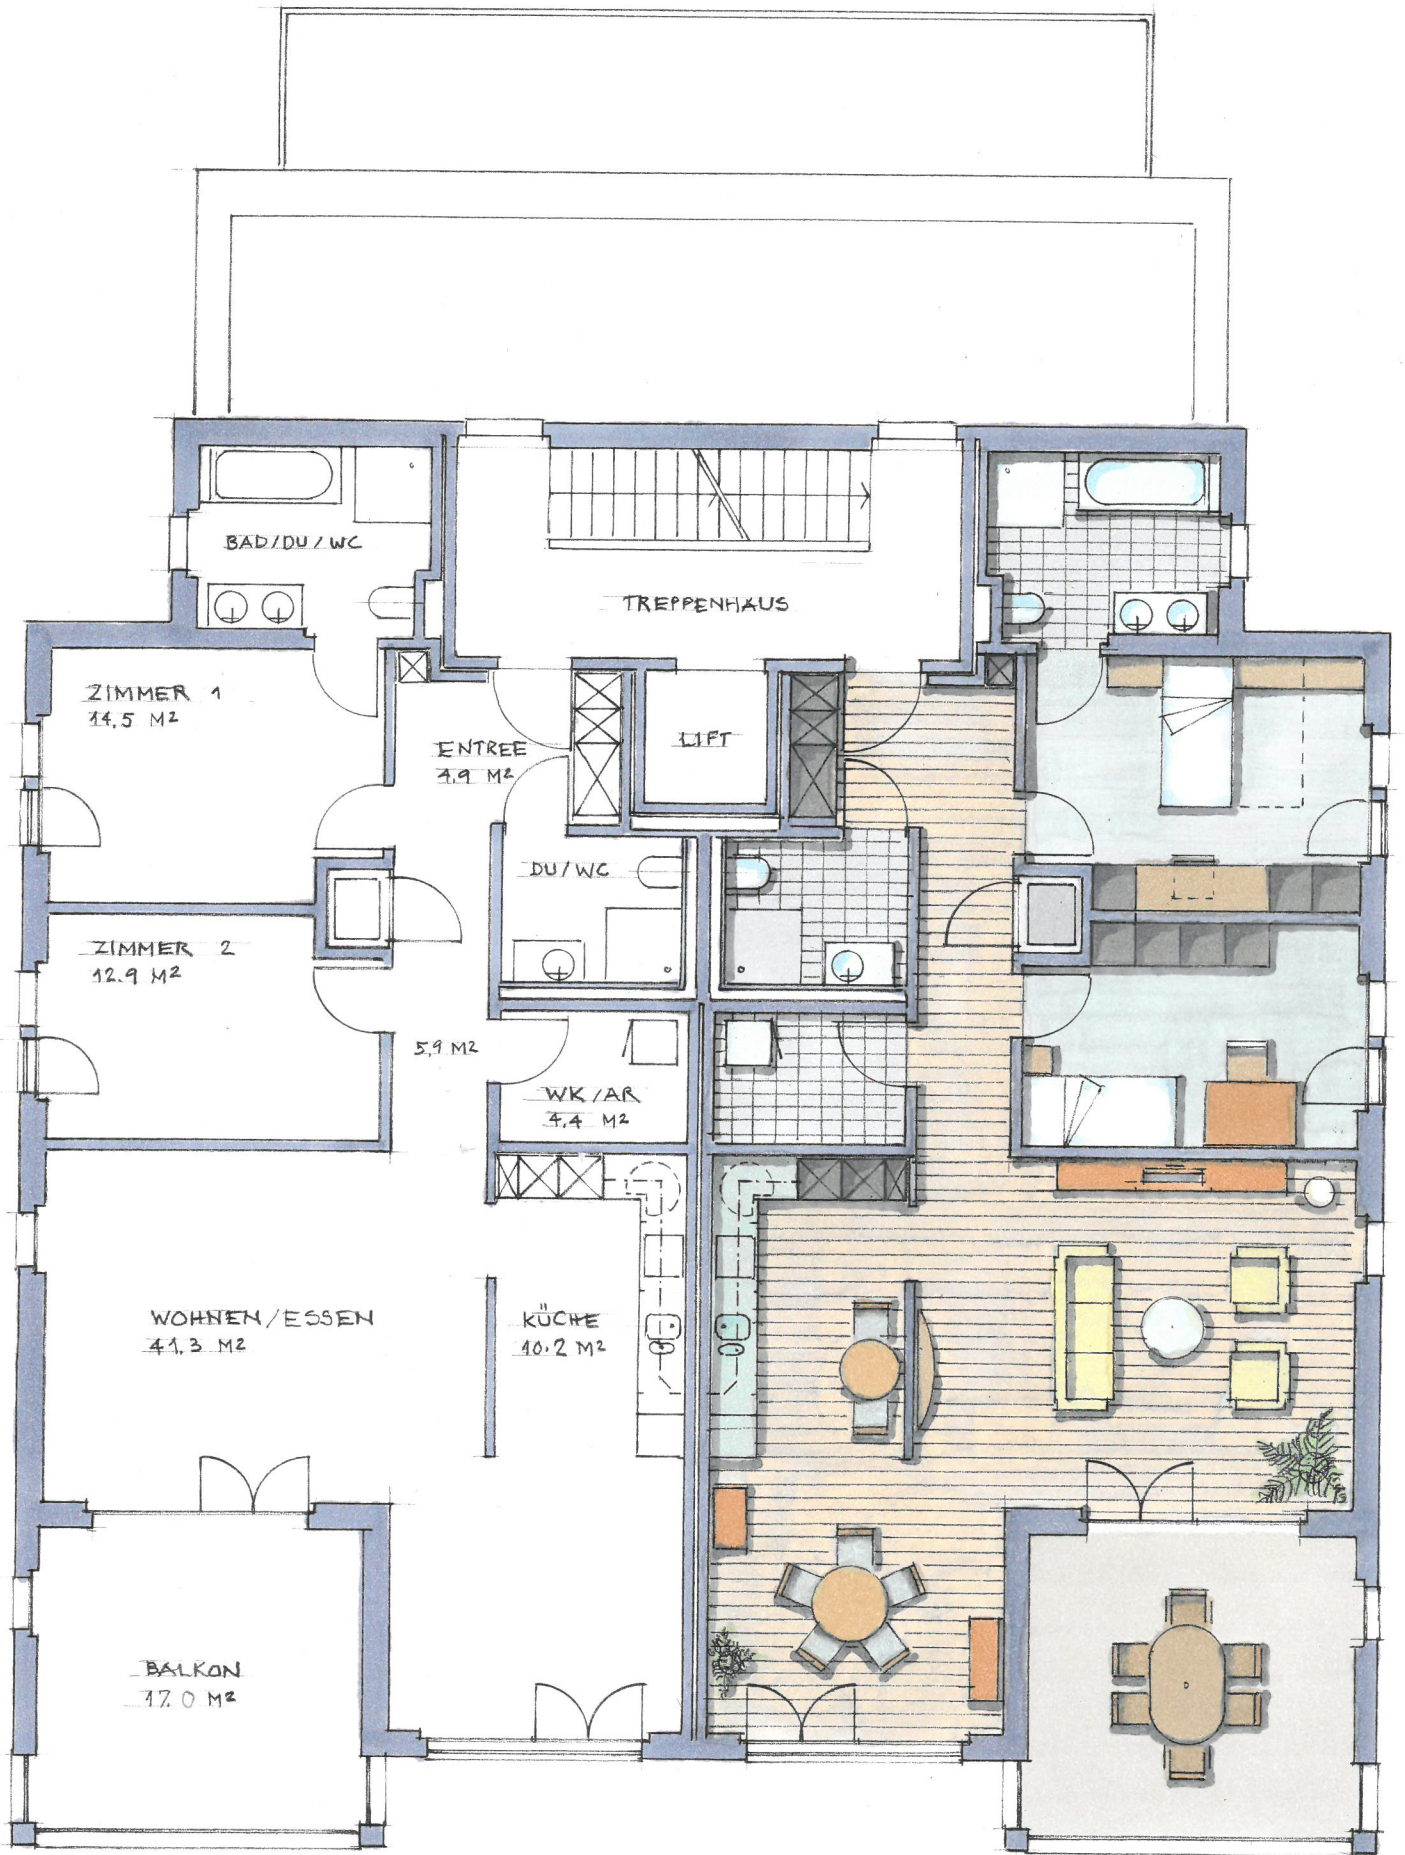 BAD/DU/WC
TREPPENHAUS
ZIMMER 1
14,5 M²
ENTREE
4,9 M²
LIFT
DU/WC
ZIMMER 2
12.9 M²
5,9 M²
WK/AR
4,4 M²
WOHNEN/ESSEN
41,3 M²
KÜCHE
10.2 M²
BALKON
17.0 M²